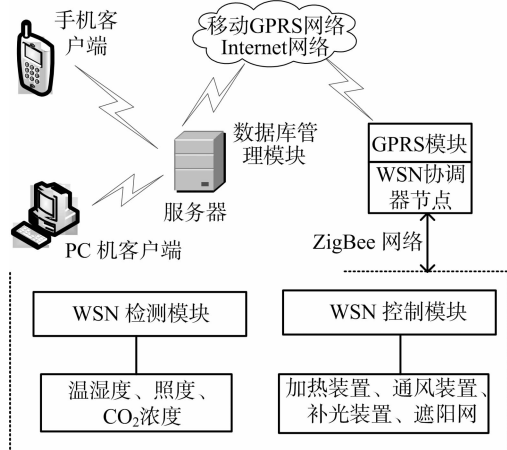 手机客
户端
移动GPRS网络
Internet网络
数据库管
理模块
服务器
PC 机客户端
GPRS模块
WSN协调
器节点
ZigBee 网络
WSN 检测模块
温湿度、照度、
CO₂浓度
WSN 控制模块
加热装置、通风装置、
补光装置、遮阳网